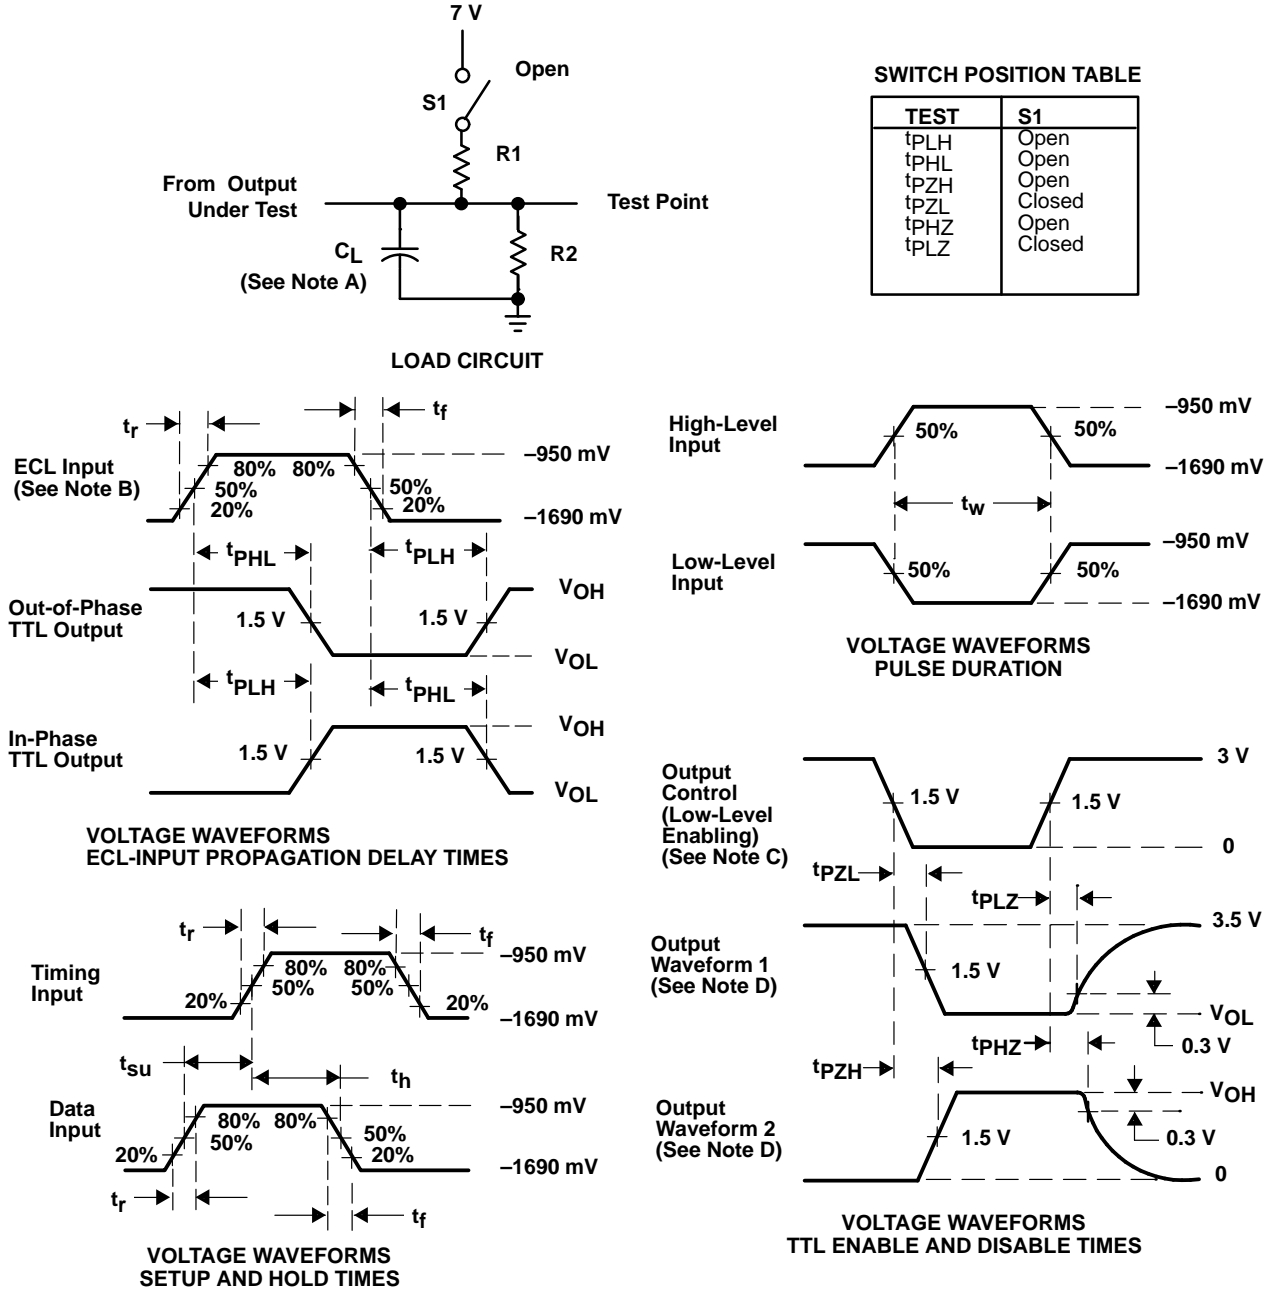 7 V
Open
S1
R1
From Output
Under Test
Test Point
CL
(See Note A)
R2
LOAD CIRCUIT
SWITCH POSITION TABLE
TEST S1
tPLH Open
tPHL Open
tPZH Open
tPZL Closed
tPHZ Open
tPLZ Closed
tr
tf
ECL Input
(See Note B)
80% 80%
50% 50%
20% 20%
–950 mV
–1690 mV
tPHL tPLH
Out-of-Phase
TTL Output
1.5 V 1.5 V
VOH
VOL
tPLH tPHL
In-Phase
TTL Output
1.5 V 1.5 V
VOH
VOL
VOLTAGE WAVEFORMS
ECL-INPUT PROPAGATION DELAY TIMES
High-Level
Input
50% 50%
–950 mV
–1690 mV
tw
Low-Level
Input
50% 50%
–950 mV
–1690 mV
VOLTAGE WAVEFORMS
PULSE DURATION
tr
tf
Timing
Input
80% 80%
50% 50%
20% 20%
–950 mV
–1690 mV
tsu
th
Data
Input
80% 80%
50% 50%
20% 20%
–950 mV
–1690 mV
tr
tf
VOLTAGE WAVEFORMS
SETUP AND HOLD TIMES
Output
Control
(Low-Level
Enabling)
(See Note C)
1.5 V 1.5 V
3 V
0
tPZL
tPLZ
Output
Waveform 1
(See Note D)
1.5 V
3.5 V
VOL
0.3 V
tPHZ
tPZH
Output
Waveform 2
(See Note D)
1.5 V
VOH
0.3 V
0
VOLTAGE WAVEFORMS
TTL ENABLE AND DISABLE TIMES